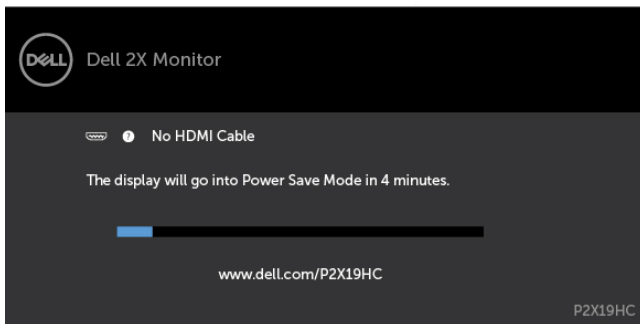 DELL
Dell 2X Monitor
? No HDMI Cable
The display will go into Power Save Mode in 4 minutes.
www.dell.com/P2X19HC
P2X19HC